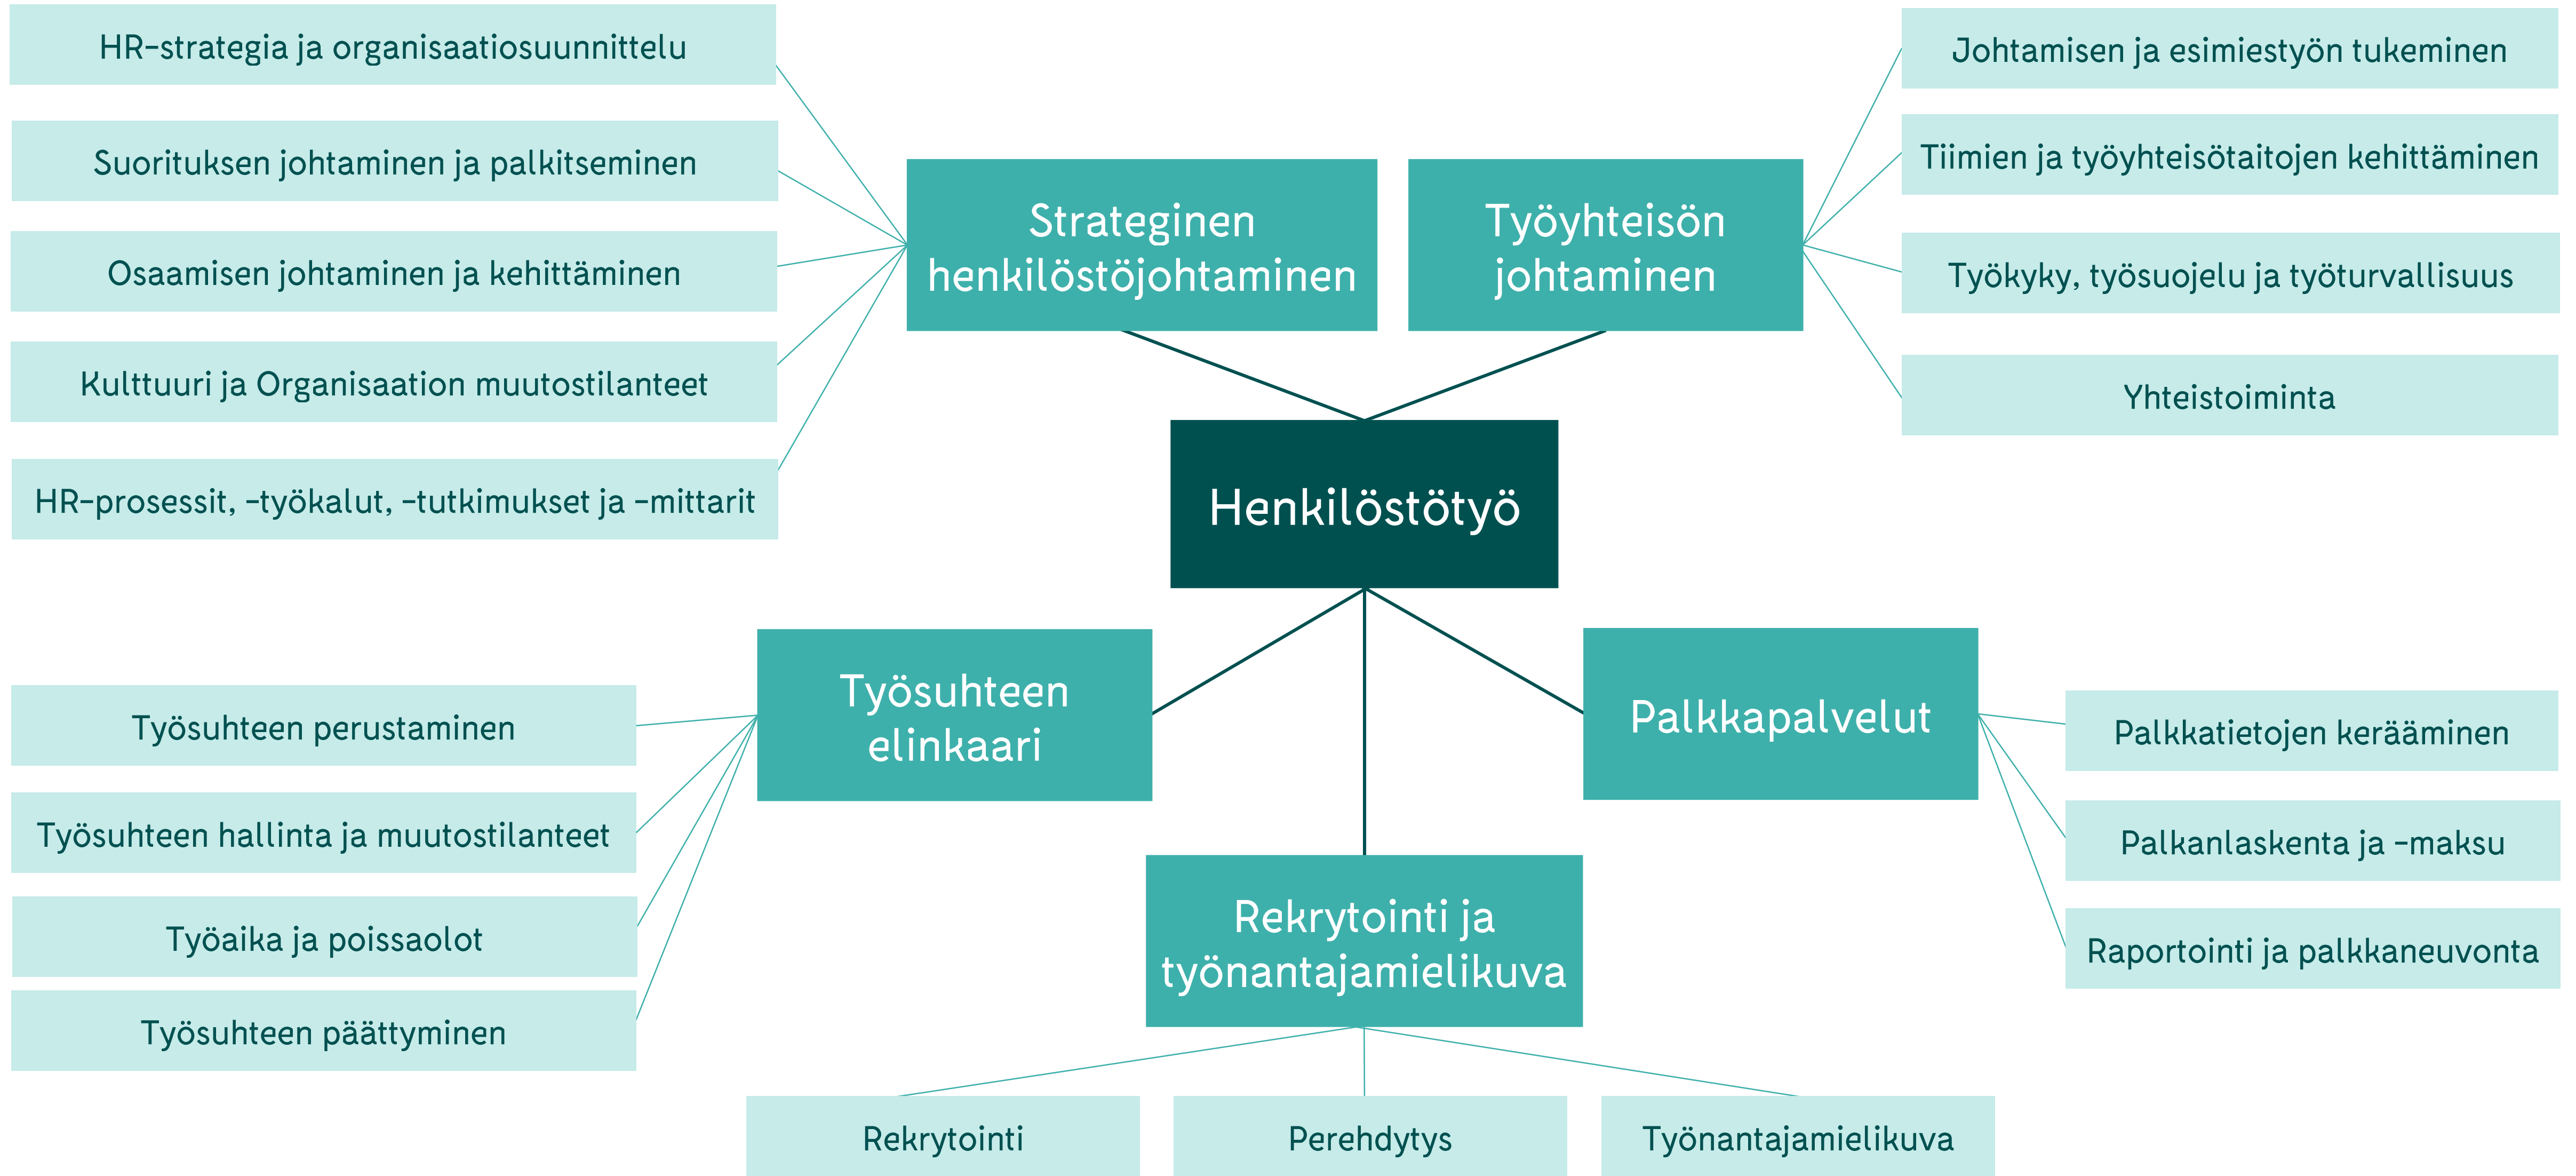 HR-strategia ja organisaatiosuunnittelu
Suorituksen johtaminen ja palkitseminen
Osaamisen johtaminen ja kehittäminen
Kulttuuri ja Organisaation muutostilanteet
HR-prosessit, -työkalut, -tutkimukset ja -mittarit
Strateginen
henkilöstöjohtaminen
Työyhteisön
johtaminen
Johtamisen ja esimiestyön tukeminen
Tiimien ja työyhteisötaitojen kehittäminen
Työkyky, työsuojelu ja työturvallisuus
Yhteistoiminta
Henkilöstötyö
Työsuhteen
elinkaari
Työsuhteen perustaminen
Työsuhteen hallinta ja muutostilanteet
Työaika ja poissaolot
Työsuhteen päättyminen
Palkkapalvelut
Palkkatietojen kerääminen
Palkanlaskenta ja -maksu
Raportointi ja palkkaneuvonta
Rekrytointi ja
työnantajamielikuva
Rekrytointi
Perehdytys
Työnantajamielikuva